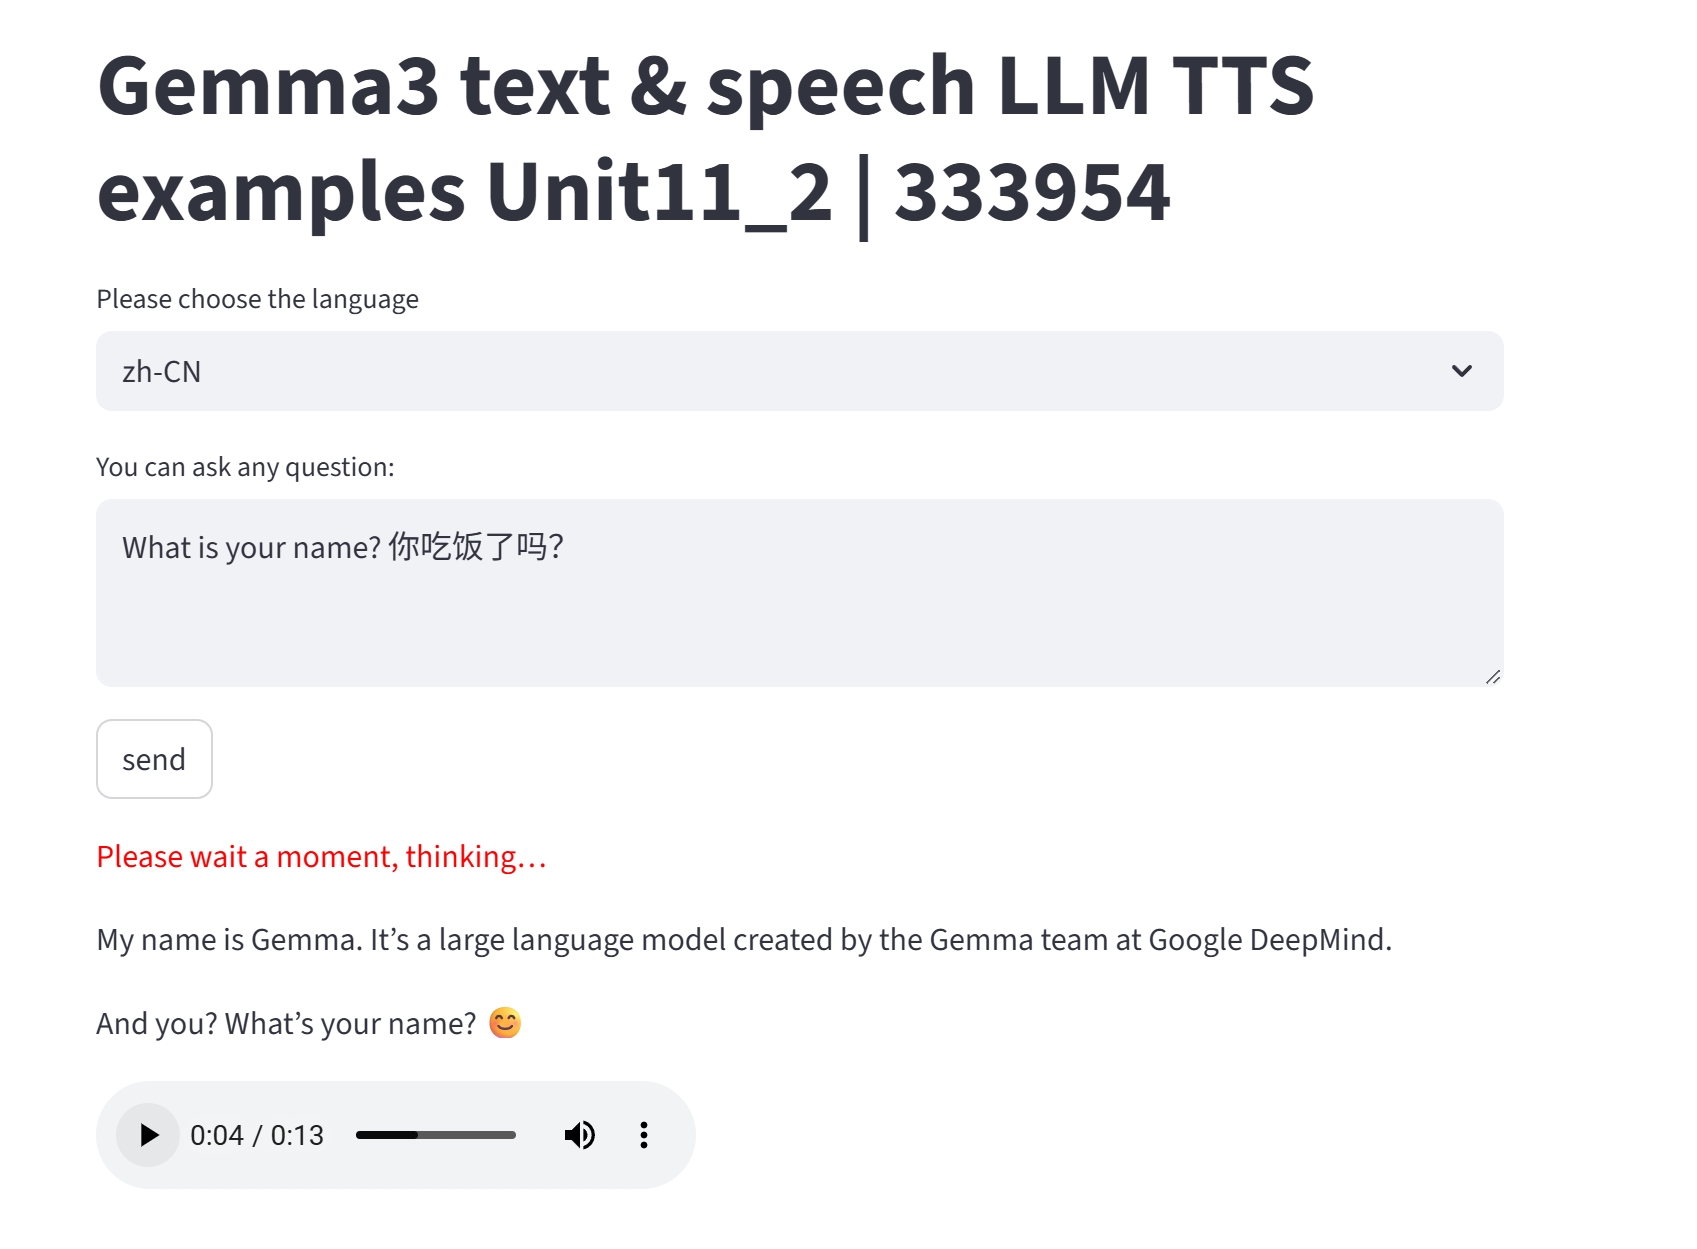 Gemma3 text & speech LLM TTS
examples Unit11_2 | 333954
Please choose the language
zh-CN
You can ask any question:
What is your name? 你吃饭了吗?
send
Please wait a moment, thinking…
My name is Gemma. It’s a large language model created by the Gemma team at Google DeepMind.
And you? What’s your name? 😊
0:04 / 0:13